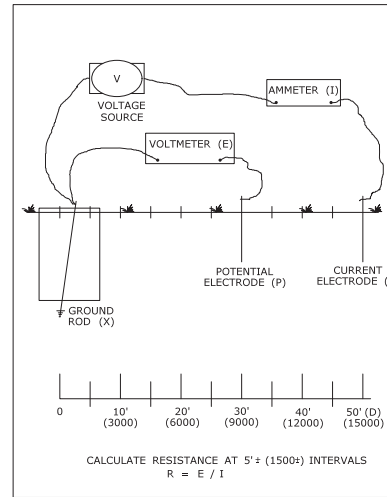 V
VOLTAGE
SOURCE
AMMETER (I)
VOLTMETER (E)
POTENTIAL
ELECTRODE (P)
CURRENT
ELECTRODE (
GROUND
ROD (X)
0 10' 20' 30' 40' 50' (D)
(3000) (6000) (9000) (12000) (15000)
CALCULATE RESISTANCE AT 5'± (1500±) INTERVALS
R = E / I